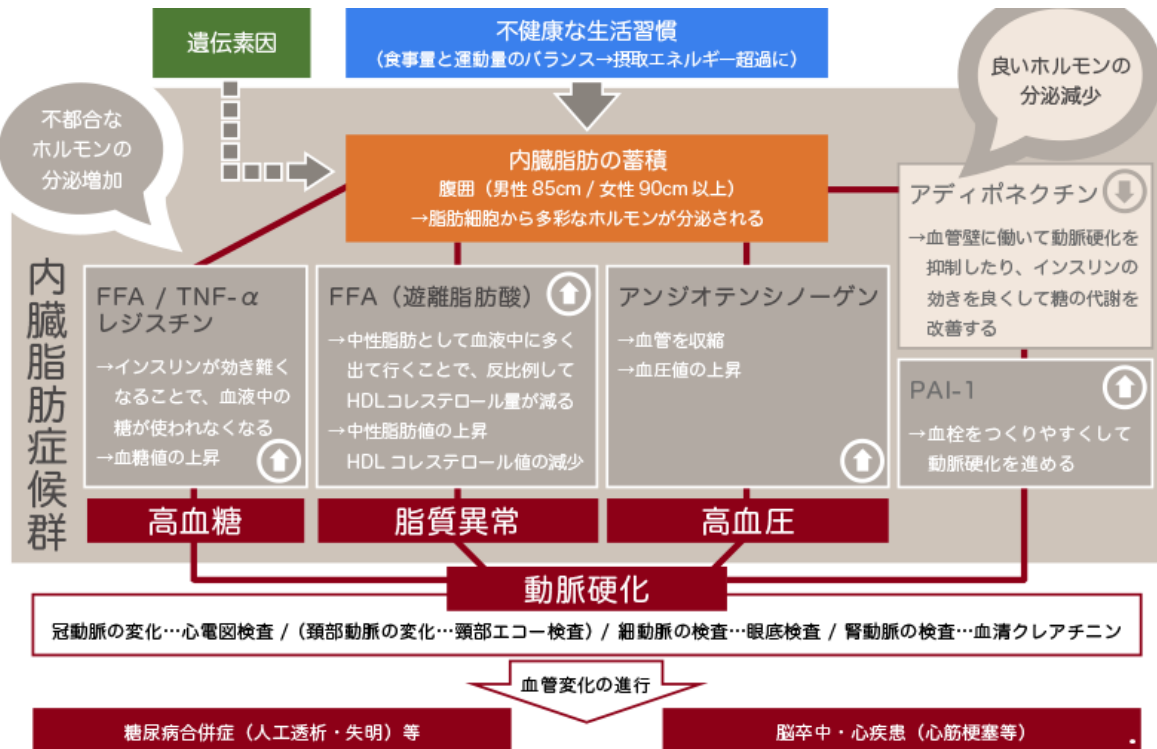 遺伝素因
不健康な生活習慣
（食事量と運動量のバランス→摂取エネルギー超過に）
良いホルモンの
分泌減少
不都合な
ホルモンの
分泌増加
内臓脂肪の蓄積
腹囲（男性 85cm / 女性 90cm 以上）
→脂肪細胞から多彩なホルモンが分泌される
内臓脂肪症候群
FFA / TNF-α
レジスチン
→インスリンが効き難く
なることで、血液中の
糖が使われなくなる
→血糖値の上昇
FFA（遊離脂肪酸）
→中性脂肪として血液中に多く
出て行くことで、反比例して
HDLコレステロール量が減る
→中性脂肪値の上昇
HDL コレステロール値の減少
アンジオテンシノーゲン
→血管を収縮
→血圧値の上昇
アディポネクチン
→血管壁に働いて動脈硬化を
抑制したり、インスリンの
効きを良くして糖の代謝を
改善する
PAI-1
→血栓をつくりやすくして
動脈硬化を進める
高血糖
脂質異常
高血圧
動脈硬化
冠動脈の変化…心電図検査 /（頚部動脈の変化…頸部エコー検査）/ 細動脈の検査…眼底検査 / 腎動脈の検査…血清クレアチニン
血管変化の進行
糖尿病合併症（人工透析・失明）等
脳卒中・心疾患（心筋梗塞等）